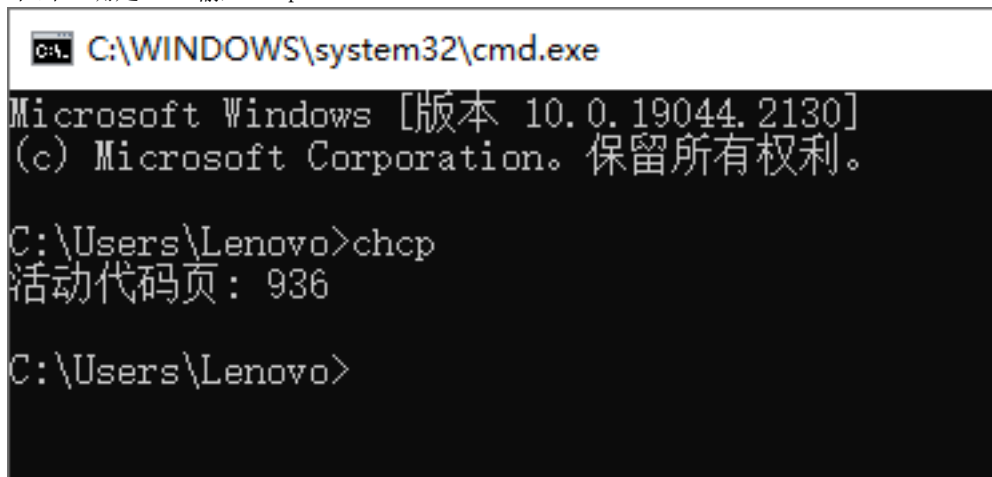 C:\WINDOWS\system32\cmd.exe
Microsoft Windows [版本 10.0.19044.2130]
(c) Microsoft Corporation。保留所有权利。
C:\Users\Lenovo>chcp
活动代码页: 936
C:\Users\Lenovo>